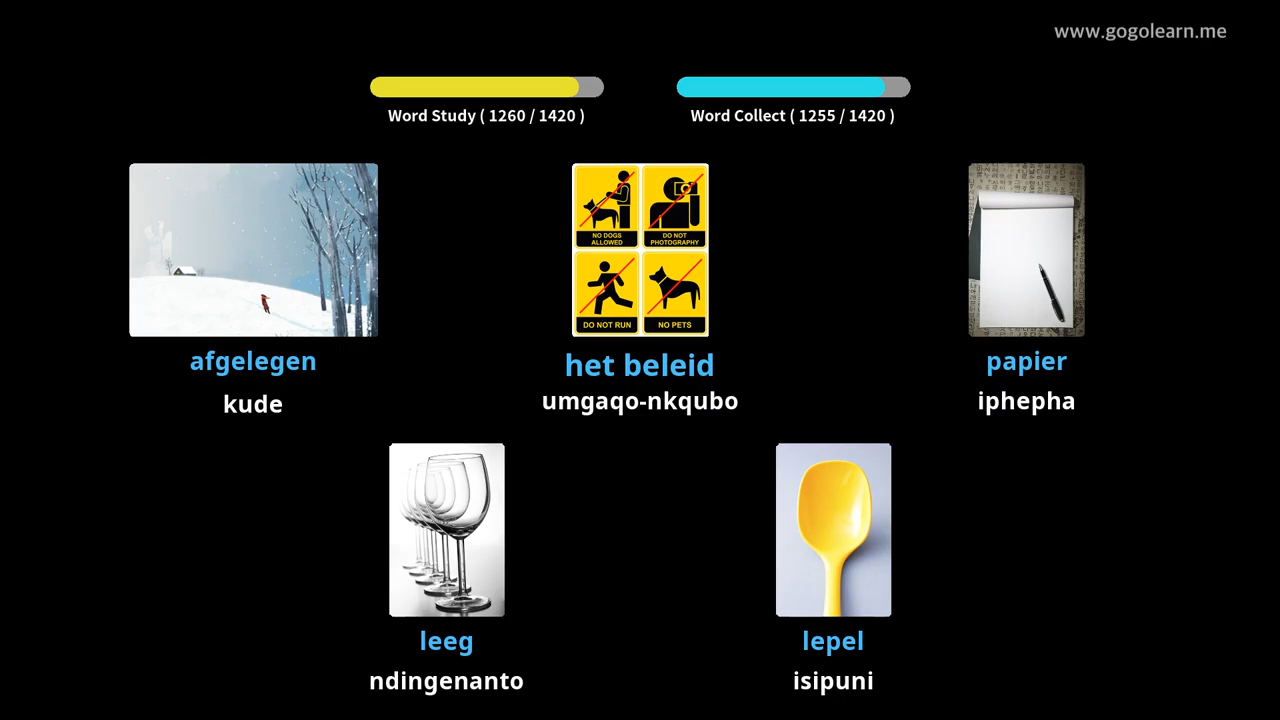 www.gogolearn.me
Word Study ( 1260 / 1420 )
Word Collect ( 1255 / 1420 )
NO DOGS
ALLOWED
DO NOT
PHOTOGRAPHY
DO NOT RUN
NO PETS
afgelegen
kude
het beleid
umgaqo-nkqubo
papier
iphepha
leeg
ndingenanto
lepel
isipuni